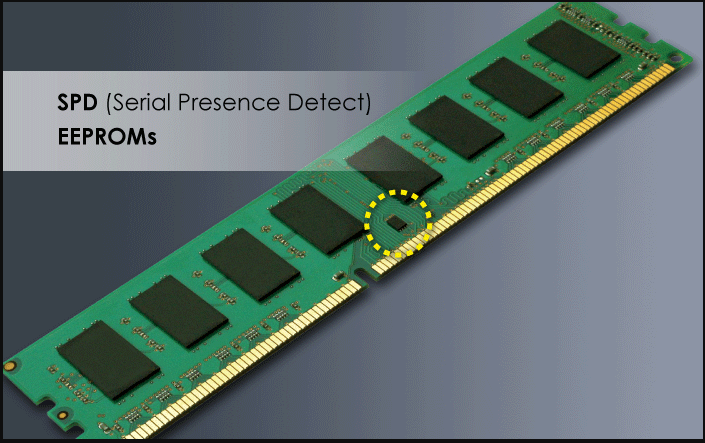 SPD (Serial Presence Detect)
EEPROMs